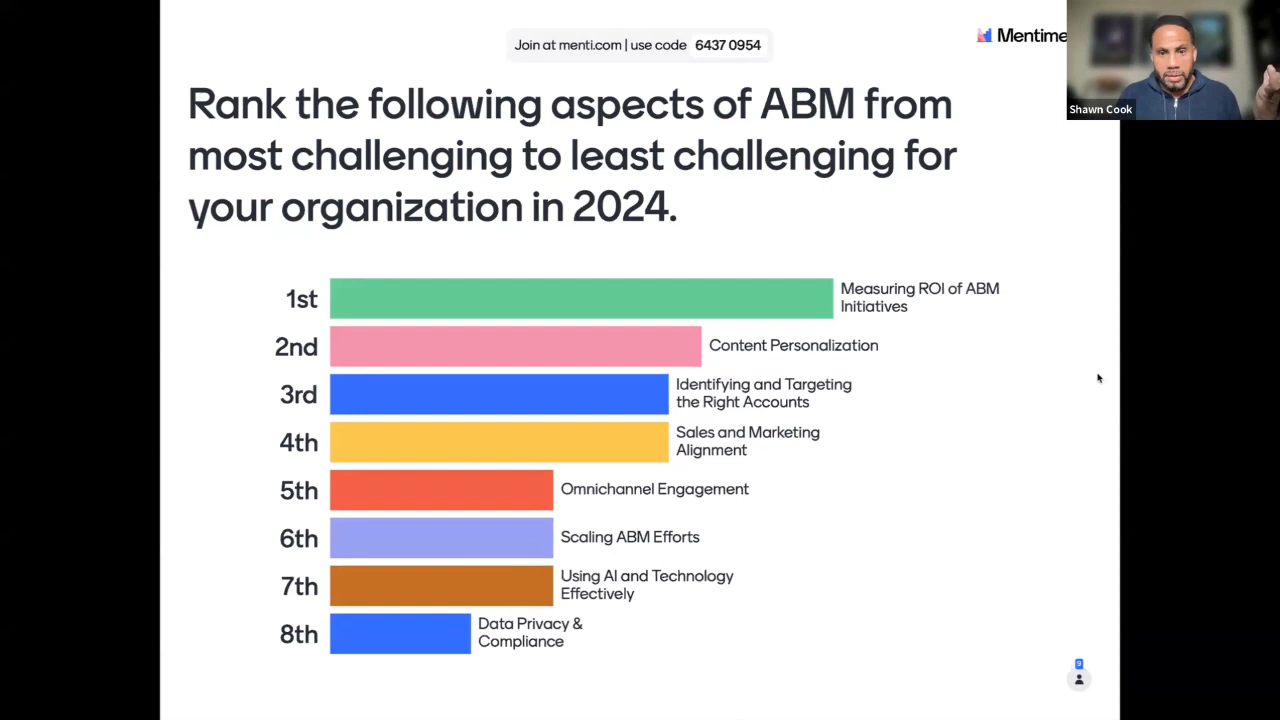 Join at menti.com | use code 6437 0954
Mentime
Shawn Cook
Rank the following aspects of ABM from
most challenging to least challenging for
your organization in 2024.
1st
Measuring ROI of ABM
Initiatives
2nd
Content Personalization
3rd
Identifying and Targeting
the Right Accounts
4th
Sales and Marketing
Alignment
5th
Omnichannel Engagement
6th
Scaling ABM Efforts
7th
Using AI and Technology
Effectively
8th
Data Privacy &
Compliance
9